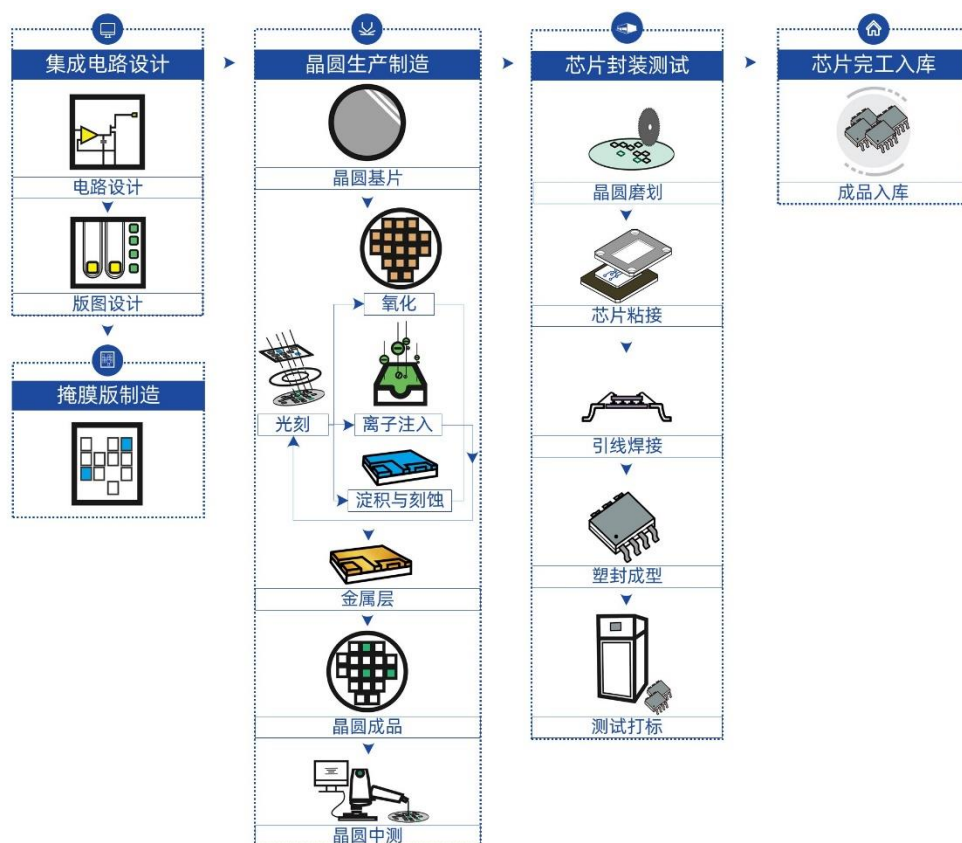 集成电路设计
电路设计
版图设计
掩膜版制造
晶圆生产制造
晶圆基片
氧化
光刻
离子注入
淀积与刻蚀
金属层
晶圆成品
晶圆中测
芯片封装测试
晶圆磨划
芯片粘接
引线焊接
塑封成型
测试打标
芯片完工入库
成品入库